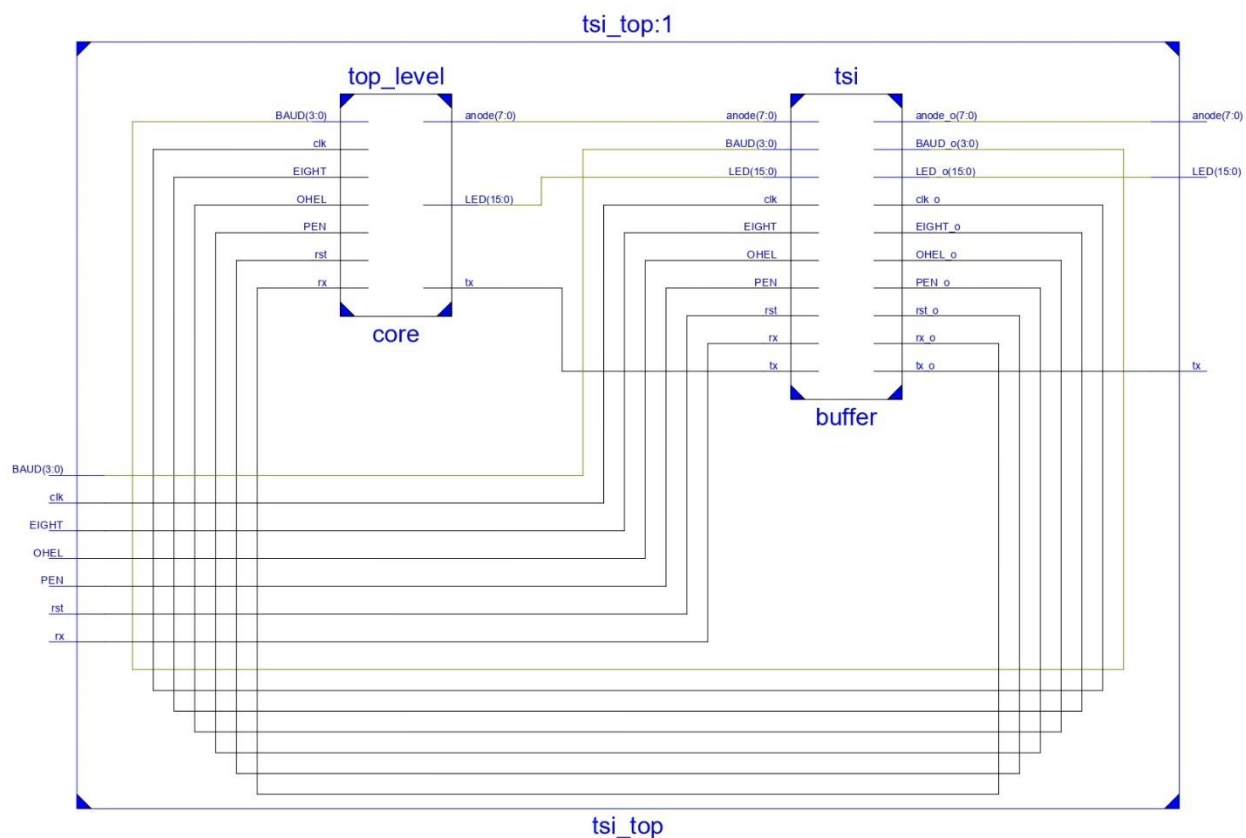 tsi_top:1
top_level
tsi
BAUD(3:0)
clk
EIGHT
OHEL
PEN
rst
rx
anode(7:0)
LED(15:0)
tx
core
anode(7:0)
BAUD(3:0)
LED(15:0)
clk
EIGHT
OHEL
PEN
rst
rx
tx
anode_o(7:0)
BAUD_o(3:0)
LED_o(15:0)
clk_o
EIGHT_o
OHEL_o
PEN_o
rst_o
rx_o
tx_o
buffer
anode(7:0)
LED(15:0)
tx
BAUD(3:0)
clk
EIGHT
OHEL
PEN
rst
rx
tsi_top